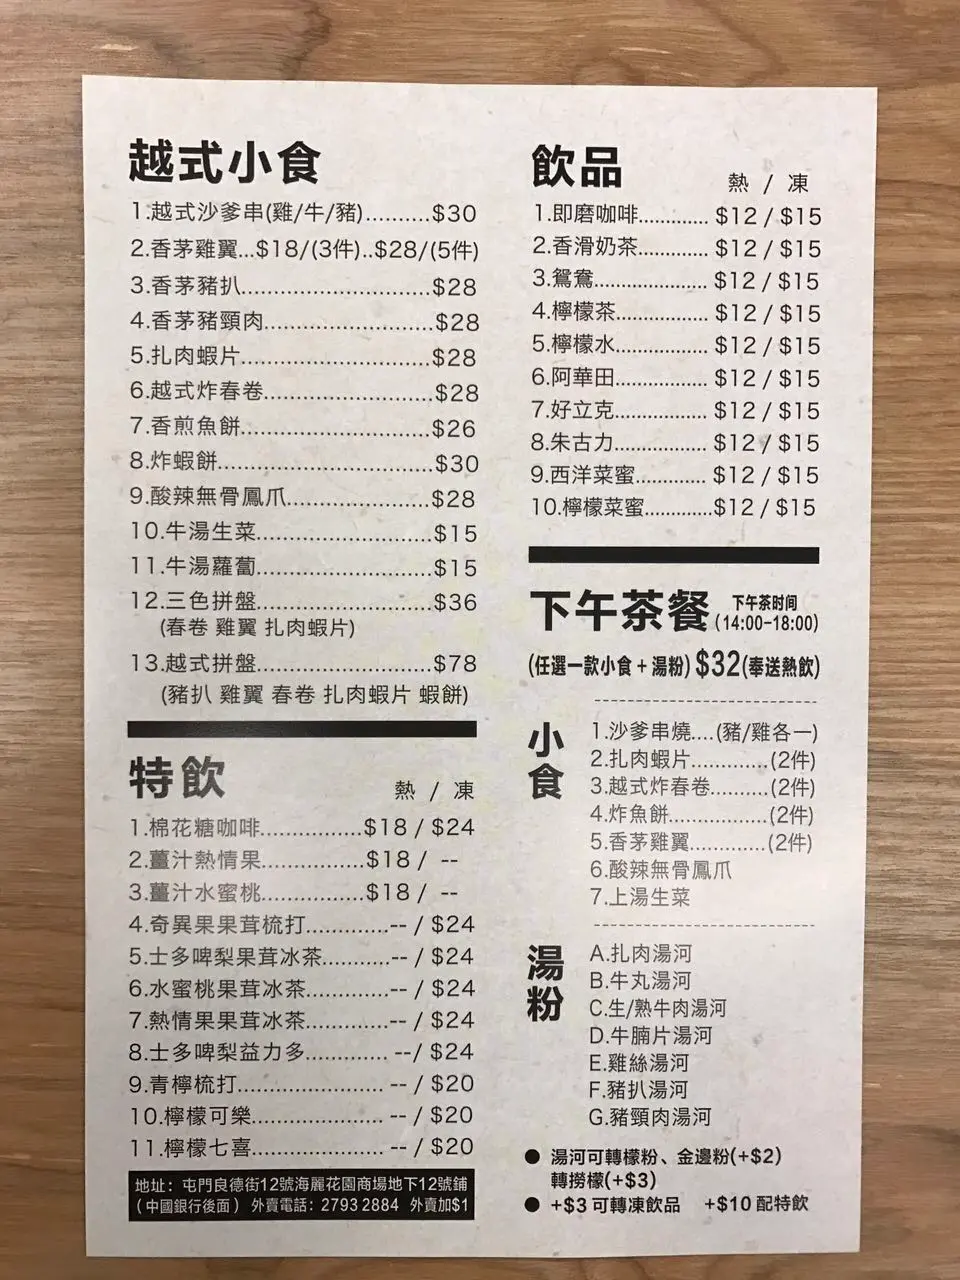 越式小食
1.越式沙爹串(雞/牛/豬)..........$30
2.香茅雞翼...$18/(3件)..$28/(5件)
3.香茅豬扒.............................$28
4.香茅豬頸肉..........................$28
5.扎肉蝦片.............................$28
6.越式炸春卷..........................$28
7.香煎魚餅.............................$26
8.炸蝦餅.................................$30
9.酸辣無骨鳳爪......................$28
10.牛湯生菜...........................$15
11.牛湯蘿蔔...........................$15
12.三色拼盤...........................$36
(春卷 雞翼 扎肉蝦片)
13.越式拼盤...........................$78
(豬扒 雞翼 春卷 扎肉蝦片 蝦餅)
特飲
熱 / 凍
1.棉花糖咖啡................$18 / $24
2.薑汁熱情果................$18 / --
3.薑汁水蜜桃................$18 / --
4.奇異果果茸梳打.............-- / $24
5.士多啤梨果茸冰茶..........-- / $24
6.水蜜桃果茸冰茶.............-- / $24
7.熱情果果茸冰茶.............-- / $24
8.士多啤梨益力多............. --/ $24
9.青檸梳打....................... -- / $20
10.檸檬可樂..................... -- / $20
11.檸檬七喜..................... -- / $20
地址：屯門良德街12號海麗花園商場地下12號鋪
（中國銀行後面） 外賣電話：2793 2884 外賣加$1
飲品
熱 / 凍
1.即磨咖啡............. $12 / $15
2.香滑奶茶............. $12 / $15
3.鴛鴦..................... $12 / $15
4.檸檬茶................. $12 / $15
5.檸檬水................. $12 / $15
6.阿華田................. $12 / $15
7.好立克................. $12 / $15
8.朱古力................. $12 / $15
9.西洋菜蜜............. $12 / $15
10.檸檬菜蜜.............$12 / $15
下午茶餐
下午茶时间
(14:00-18:00)
(任選一款小食 + 湯粉) $32(奉送熱飲)
小食
1.沙爹串燒....(豬/雞各一)
2.扎肉蝦片.............(2件)
3.越式炸春卷..........(2件)
4.炸魚餅.................(2件)
5.香茅雞翼.............(2件)
6.酸辣無骨鳳爪
7.上湯生菜
湯粉
A.扎肉湯河
B.牛丸湯河
C.生/熟牛肉湯河
D.牛腩片湯河
E.雞絲湯河
F.豬扒湯河
G.豬頸肉湯河
● 湯河可轉檬粉、金邊粉(+$2)
轉撈檬(+$3)
● +$3 可轉凍飲品 +$10 配特飲